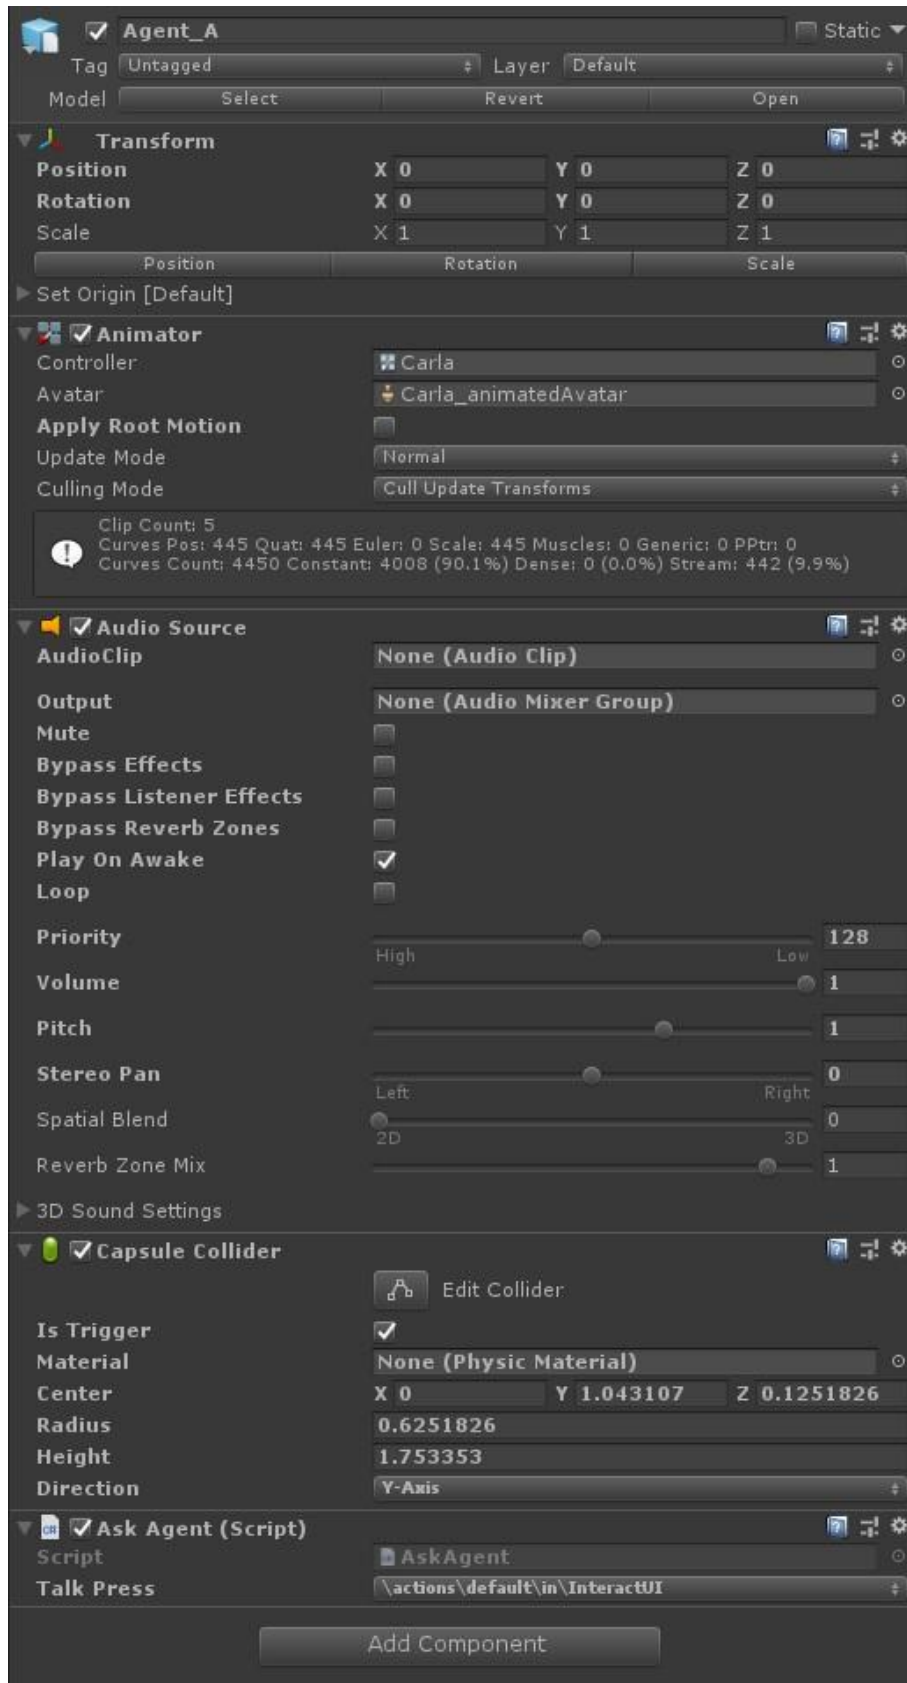 Agent_A Static
Tag Untagged Layer Default
Model Select Revert Open
Transform
Position X 0 Y 0 Z 0
Rotation X 0 Y 0 Z 0
Scale X 1 Y 1 Z 1
Position Rotation Scale
Set Origin [Default]
Animator
Controller Carla
Avatar Carla_animatedAvatar
Apply Root Motion
Update Mode Normal
Culling Mode Cull Update Transforms
Clip Count: 5
Curves Pos: 445 Quat: 445 Euler: 0 Scale: 445 Muscles: 0 Generic: 0 PPtr: 0
Curves Count: 4450 Constant: 4008 (90.1%) Dense: 0 (0.0%) Stream: 442 (9.9%)
Audio Source
AudioClip None (Audio Clip)
Output None (Audio Mixer Group)
Mute
Bypass Effects
Bypass Listener Effects
Bypass Reverb Zones
Play On Awake
Loop
Priority 128
High Low
Volume 1
Pitch 1
Stereo Pan 0
Left Right
Spatial Blend 0
2D 3D
Reverb Zone Mix 1
3D Sound Settings
Capsule Collider
Edit Collider
Is Trigger
Material None (Physic Material)
Center X 0 Y 1.043107 Z 0.1251826
Radius 0.6251826
Height 1.753353
Direction Y-Axis
Ask Agent (Script)
Script AskAgent
Talk Press \actions\default\in\InteractUI
Add Component